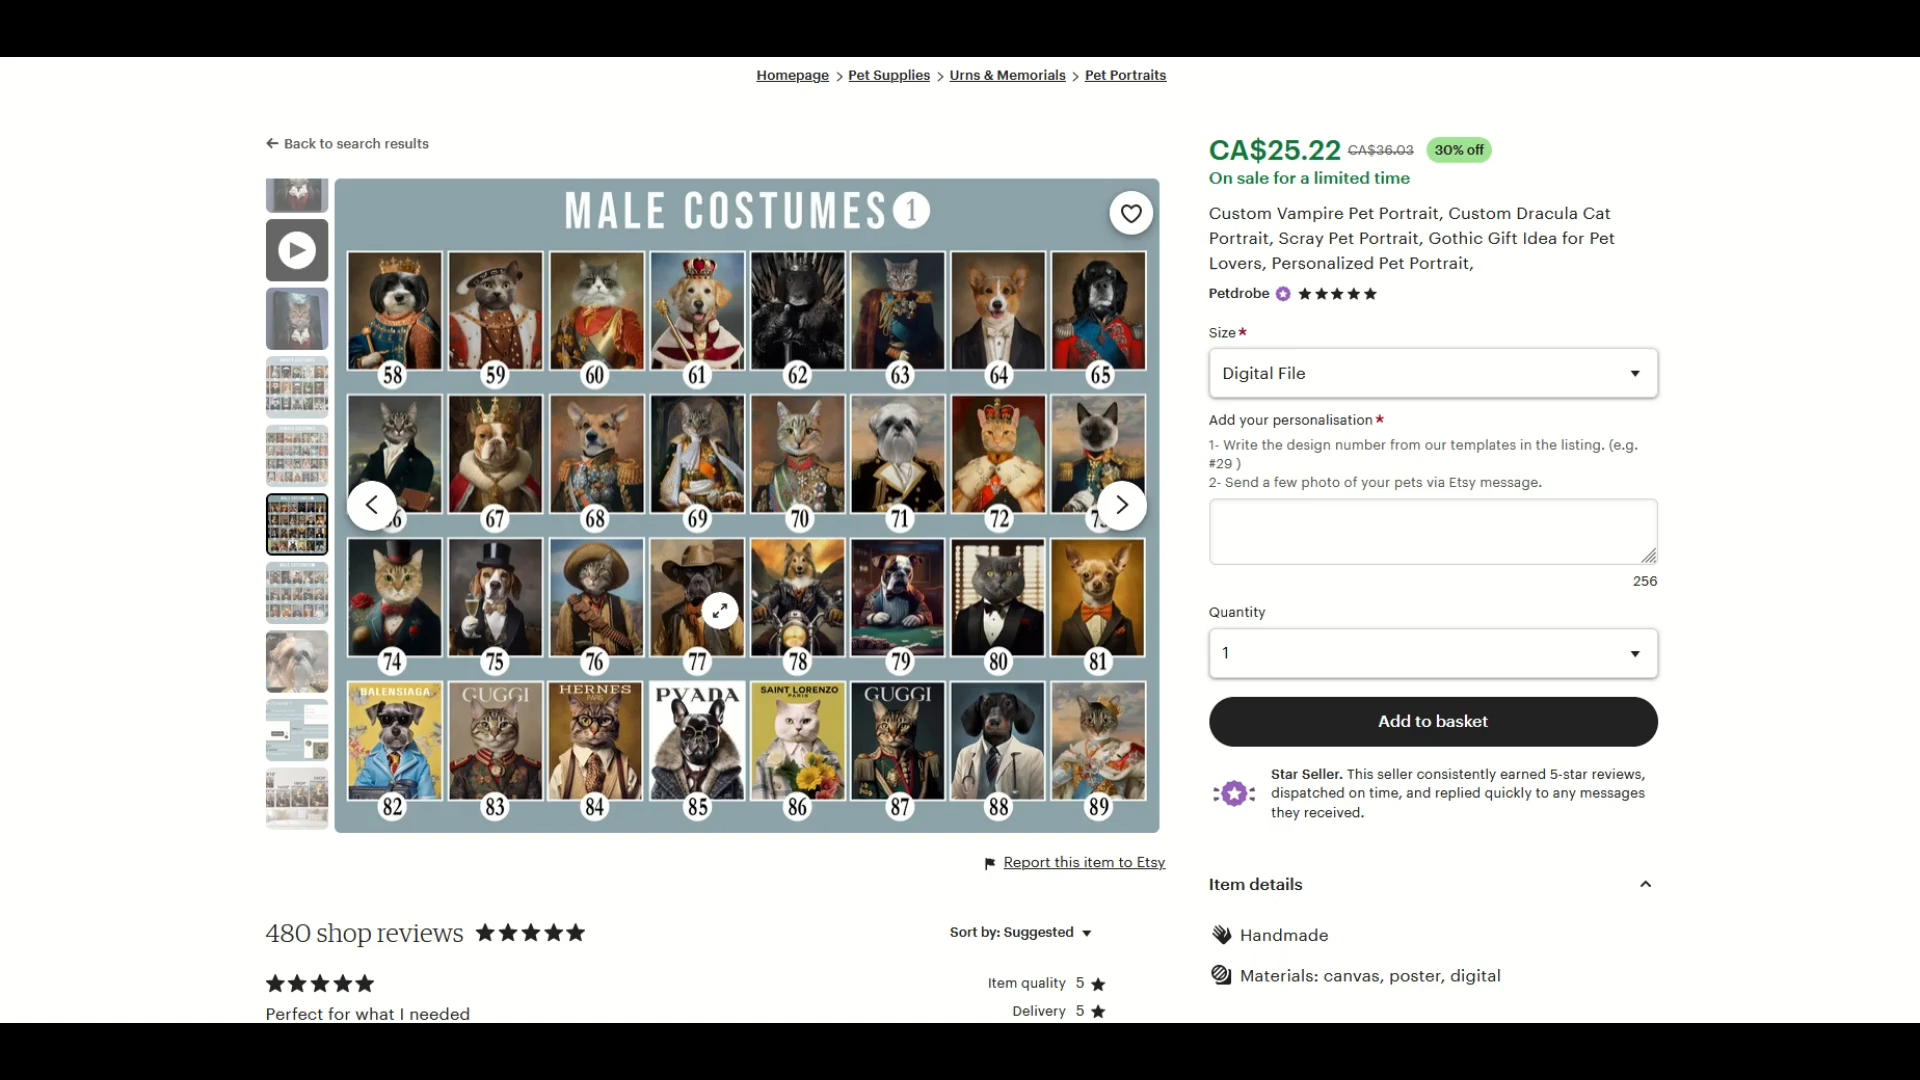 Homepage > Pet Supplies > Urns & Memorials > Pet Portraits
Back to search results
MALE COSTUMES 1
58 59 60 61 62 63 64 65
66 67 68 69 70 71 72
74 75 76 77 78 79 80 81
BALENSIAGA GUGGI HERNES PARIS PVADA SAINT LORENZO PARIS GUGGI
82 83 84 85 86 87 88 89
Report this item to Etsy
480 shop reviews
Sort by: Suggested
Item quality 5
Perfect for what I needed
Delivery 5
CA$25.22 CA$36.03 30% off
On sale for a limited time
Custom Vampire Pet Portrait, Custom Dracula Cat
Portrait, Scray Pet Portrait, Gothic Gift Idea for Pet
Lovers, Personalized Pet Portrait,
Petdrobe
Size*
Digital File
Add your personalisation*
1- Write the design number from our templates in the listing. (e.g.
#29 )
2- Send a few photo of your pets via Etsy message.
256
Quantity
1
Add to basket
Star Seller. This seller consistently earned 5-star reviews,
dispatched on time, and replied quickly to any messages
they received.
Item details
Handmade
Materials: canvas, poster, digital